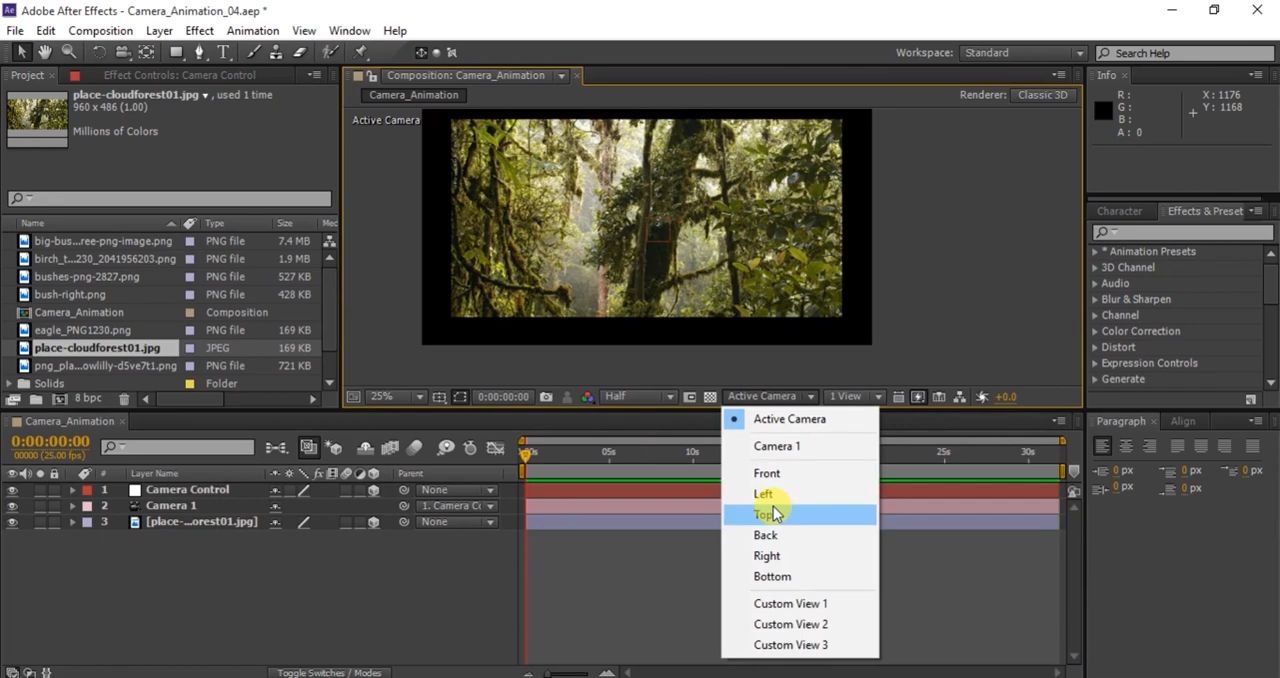 Adobe After Effects - Camera_Animation_04.aep *
File Edit Composition Layer Effect Animation View Window Help
Workspace: Standard Search Help
Project Effect Controls: Camera Control
Composition: Camera_Animation
Info
place-cloudforest01.jpg , used 1 time
960 x 486 (1.00)
Millions of Colors
Camera_Animation
Renderer: Classic 3D
Active Camera
R :
G :
B :
A : 0
X : 1176
Y : 1168
Name Type Size Med
big-bus...ree-png-image.png PNG file 7.4 MB
birch_t...230_2041956203.png PNG file 1.9 MB
bushes-png-2827.png PNG file 527 KB
bush-right.png PNG file 428 KB
Camera_Animation Composition
eagle_PNG1230.png PNG file 169 KB
place-cloudforest01.jpg JPEG 169 KB
png_pla...owlilly-d5ve7t1.png PNG file 721 KB
Solids Folder
8 bpc
Character Effects & Preset
* Animation Presets
3D Channel
Audio
Blur & Sharpen
Channel
Color Correction
Distort
Expression Controls
Generate
25% 0:00:00:00 Half Active Camera 1 View +0.0
Active Camera
Camera 1
Front
Left
Top
Back
Right
Bottom
Custom View 1
Custom View 2
Custom View 3
Camera_Animation
0:00:00:00
00000 (25.00 fps)
05s 10s 25s 30s
# Layer Name fx Parent
1 Camera Control None
2 Camera 1 1. Camera Co
3 [place-...orest01.jpg] None
Toggle Switches / Modes
Paragraph Align
0 px 0 px 0 px
0 px 0 px